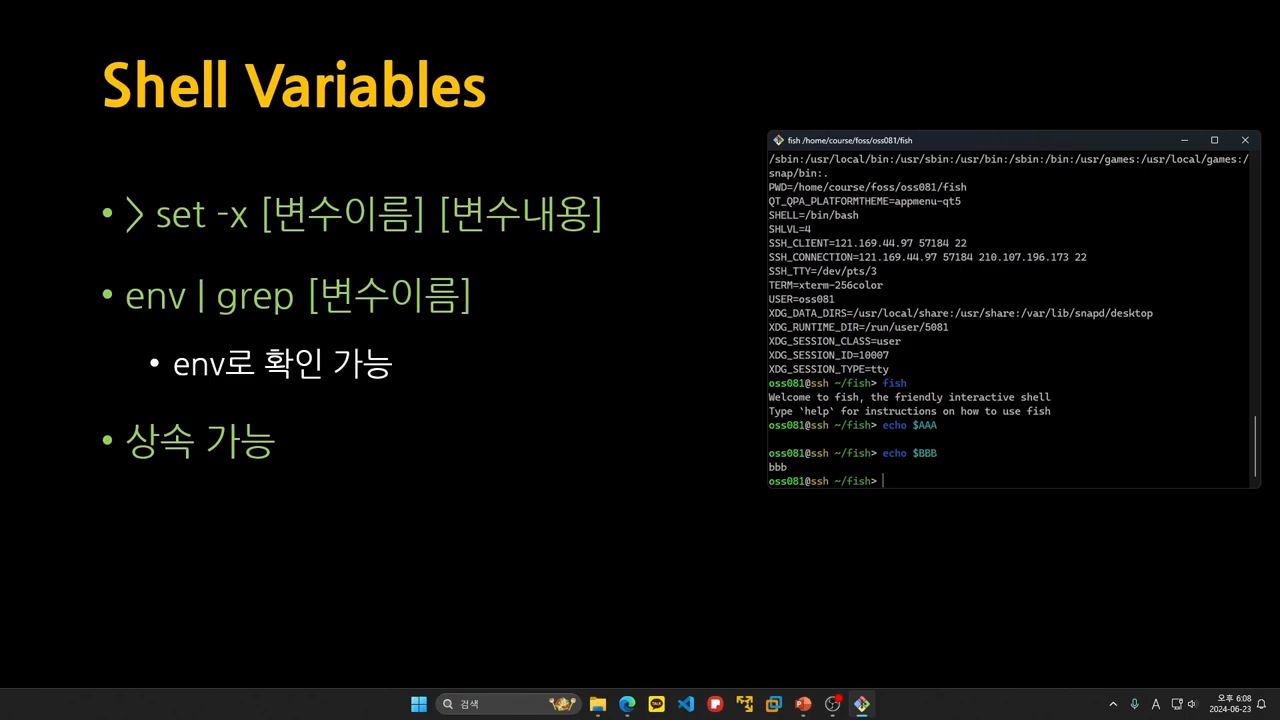 Shell Variables
• > set -x [변수이름] [변수내용]
• env | grep [변수이름]
• env로 확인 가능
• 상속 가능
fish /home/course/foss/oss081/fish
/sbin:/usr/local/bin:/usr/sbin:/usr/bin:/sbin:/bin:/usr/games:/usr/local/games:/
snap/bin:.
PWD=/home/course/foss/oss081/fish
QT_QPA_PLATFORMTHEME=appmenu-qt5
SHELL=/bin/bash
SHLVL=4
SSH_CLIENT=121.169.44.97 57184 22
SSH_CONNECTION=121.169.44.97 57184 210.107.196.173 22
SSH_TTY=/dev/pts/3
TERM=xterm-256color
USER=oss081
XDG_DATA_DIRS=/usr/local/share:/usr/share:/var/lib/snapd/desktop
XDG_RUNTIME_DIR=/run/user/5081
XDG_SESSION_CLASS=user
XDG_SESSION_ID=10007
XDG_SESSION_TYPE=tty
oss081@ssh ~/fish> fish
Welcome to fish, the friendly interactive shell
Type `help` for instructions on how to use fish
oss081@ssh ~/fish> echo $AAA
oss081@ssh ~/fish> echo $BBB
bbb
oss081@ssh ~/fish>
검색
TALK
A
오후 6:08
2024-06-23